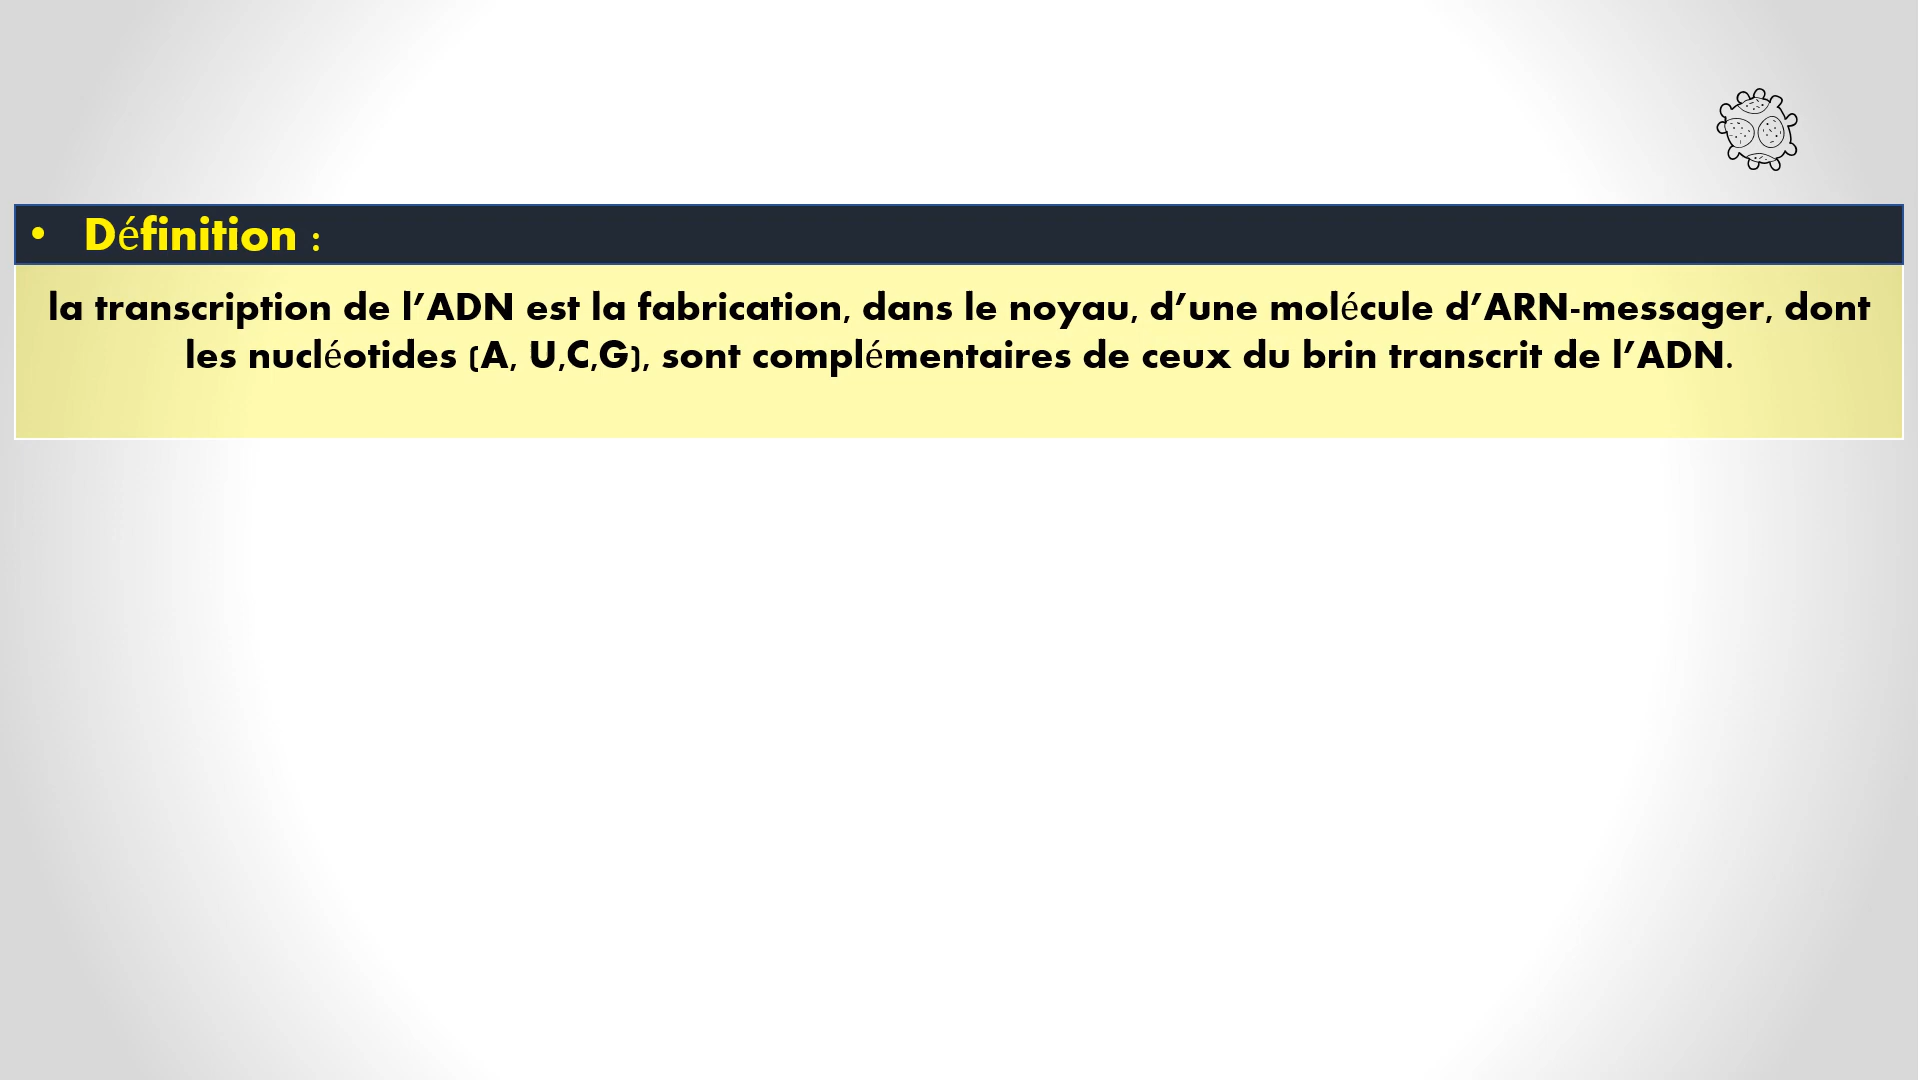 • Définition :
la transcription de l’ADN est la fabrication, dans le noyau, d’une molécule d’ARN-messager, dont
les nucléotides (A, U,C,G), sont complémentaires de ceux du brin transcrit de l’ADN.